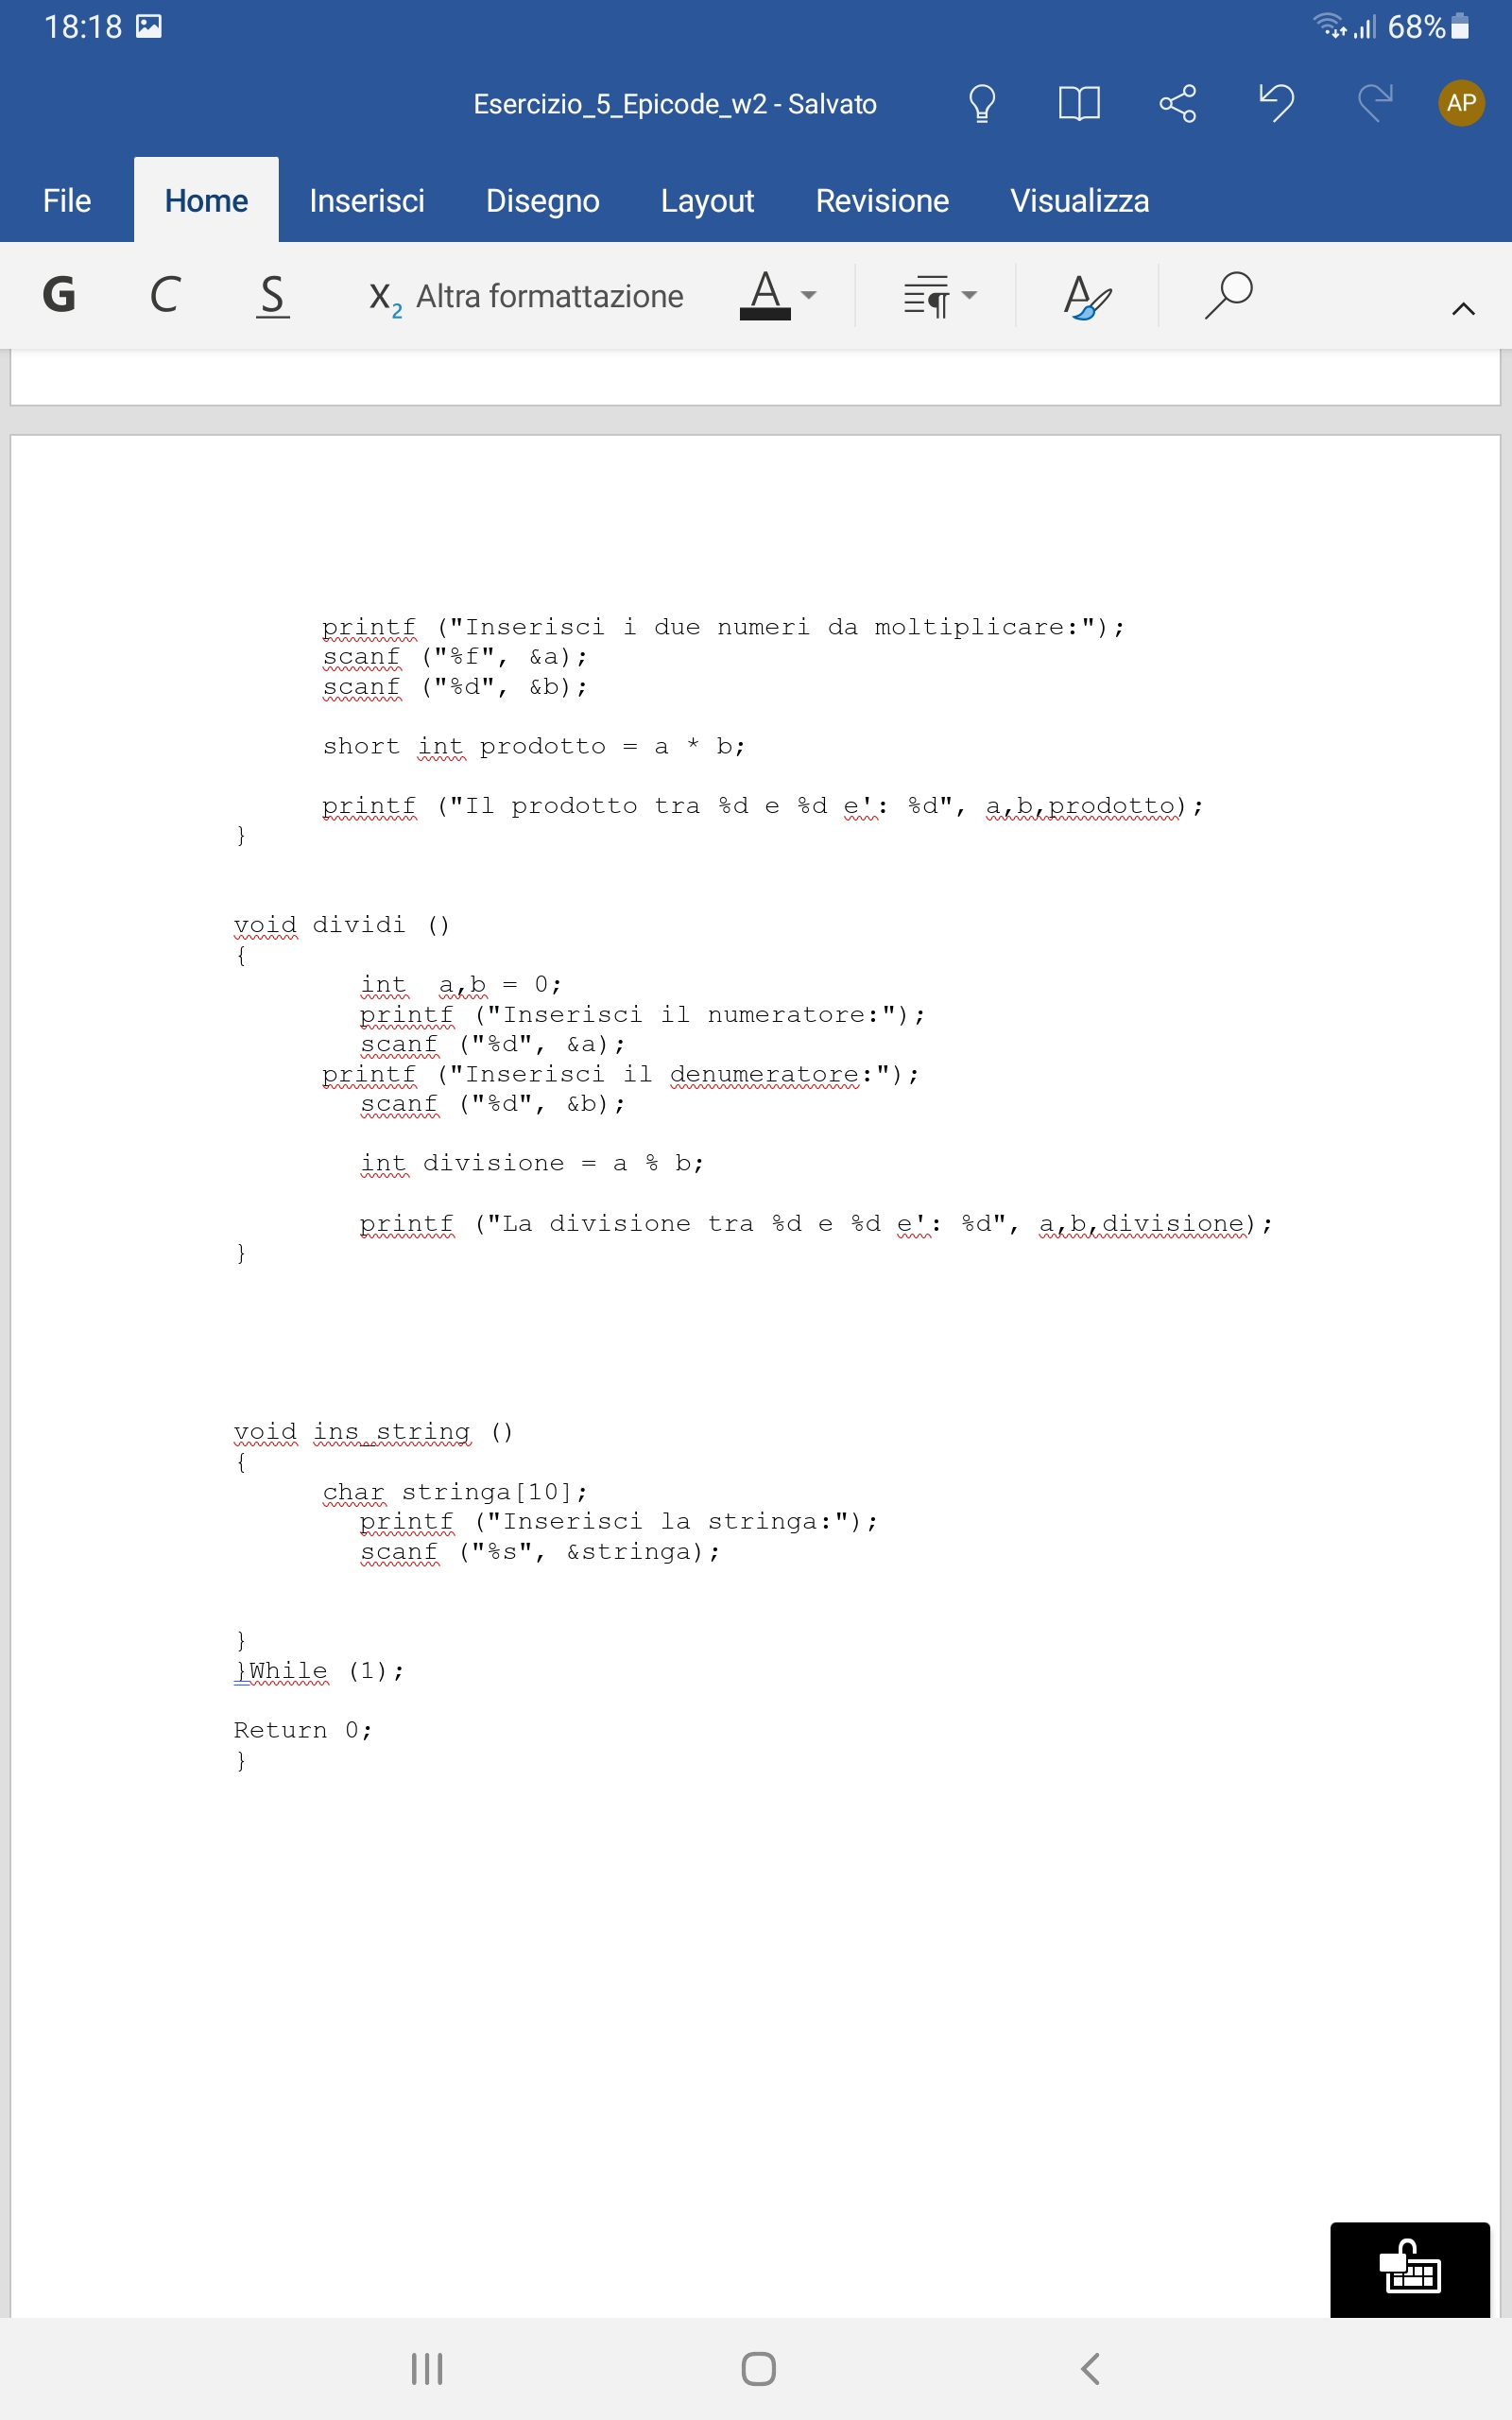 18:18
68%
Esercizio_5_Epicode_w2 - Salvato
AP
File Home Inserisci Disegno Layout Revisione Visualizza
G C S X2 Altra formattazione A
printf ("Inserisci i due numeri da moltiplicare:");
scanf ("%f", &a);
scanf ("%d", &b);
short int prodotto = a * b;
printf ("Il prodotto tra %d e %d e': %d", a,b,prodotto);
}
void dividi ()
{
int  a,b = 0;
printf ("Inserisci il numeratore:");
scanf ("%d", &a);
printf ("Inserisci il denumeratore:");
scanf ("%d", &b);
int divisione = a % b;
printf ("La divisione tra %d e %d e': %d", a,b,divisione);
}
void ins_string ()
{
char stringa[10];
printf ("Inserisci la stringa:");
scanf ("%s", &stringa);
}
}While (1);
Return 0;
}